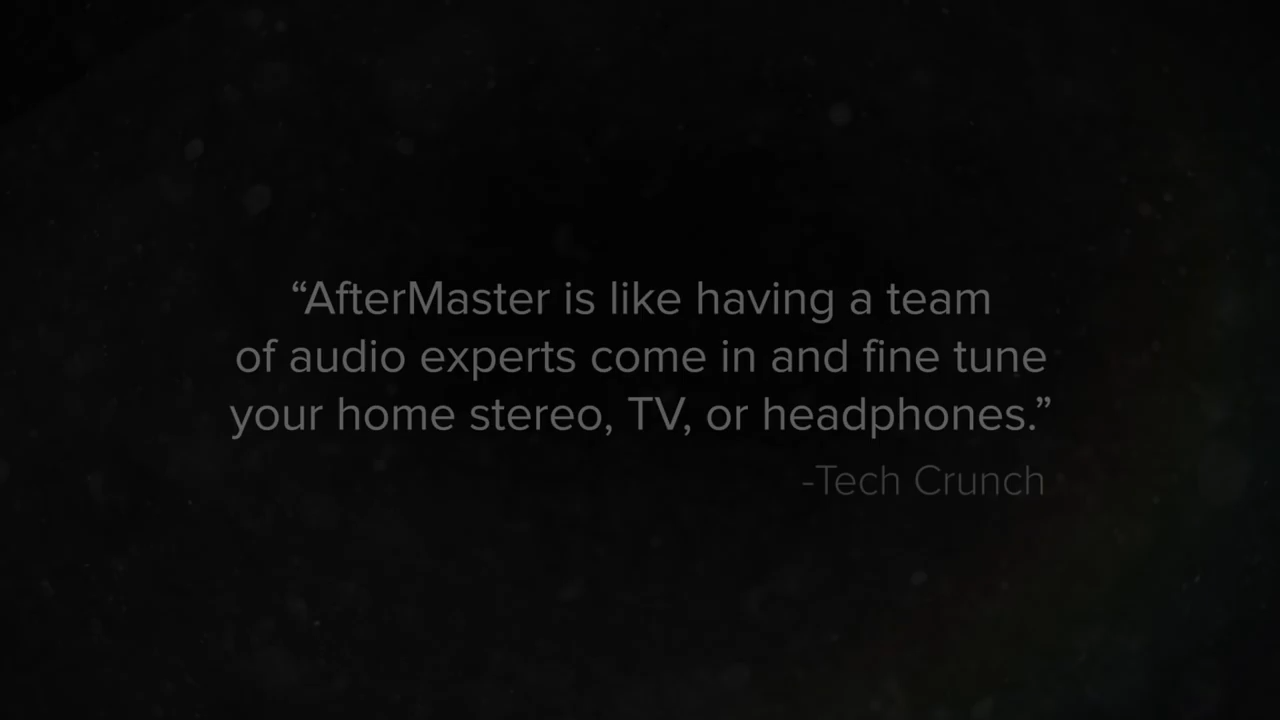 “AfterMaster is like having a team
of audio experts come in and fine tune
your home stereo, TV, or headphones.”
-Tech Crunch